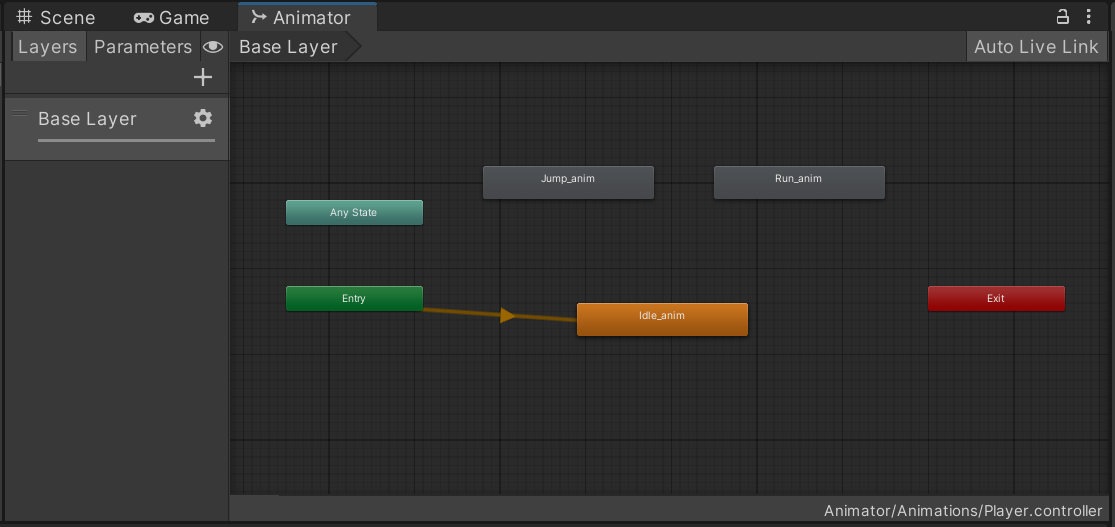 Scene Game Animator
Layers Parameters Base Layer Auto Live Link
Base Layer
Jump_anim Run_anim
Any State
Entry Exit
Idle_anim
Animator/Animations/Player.controller